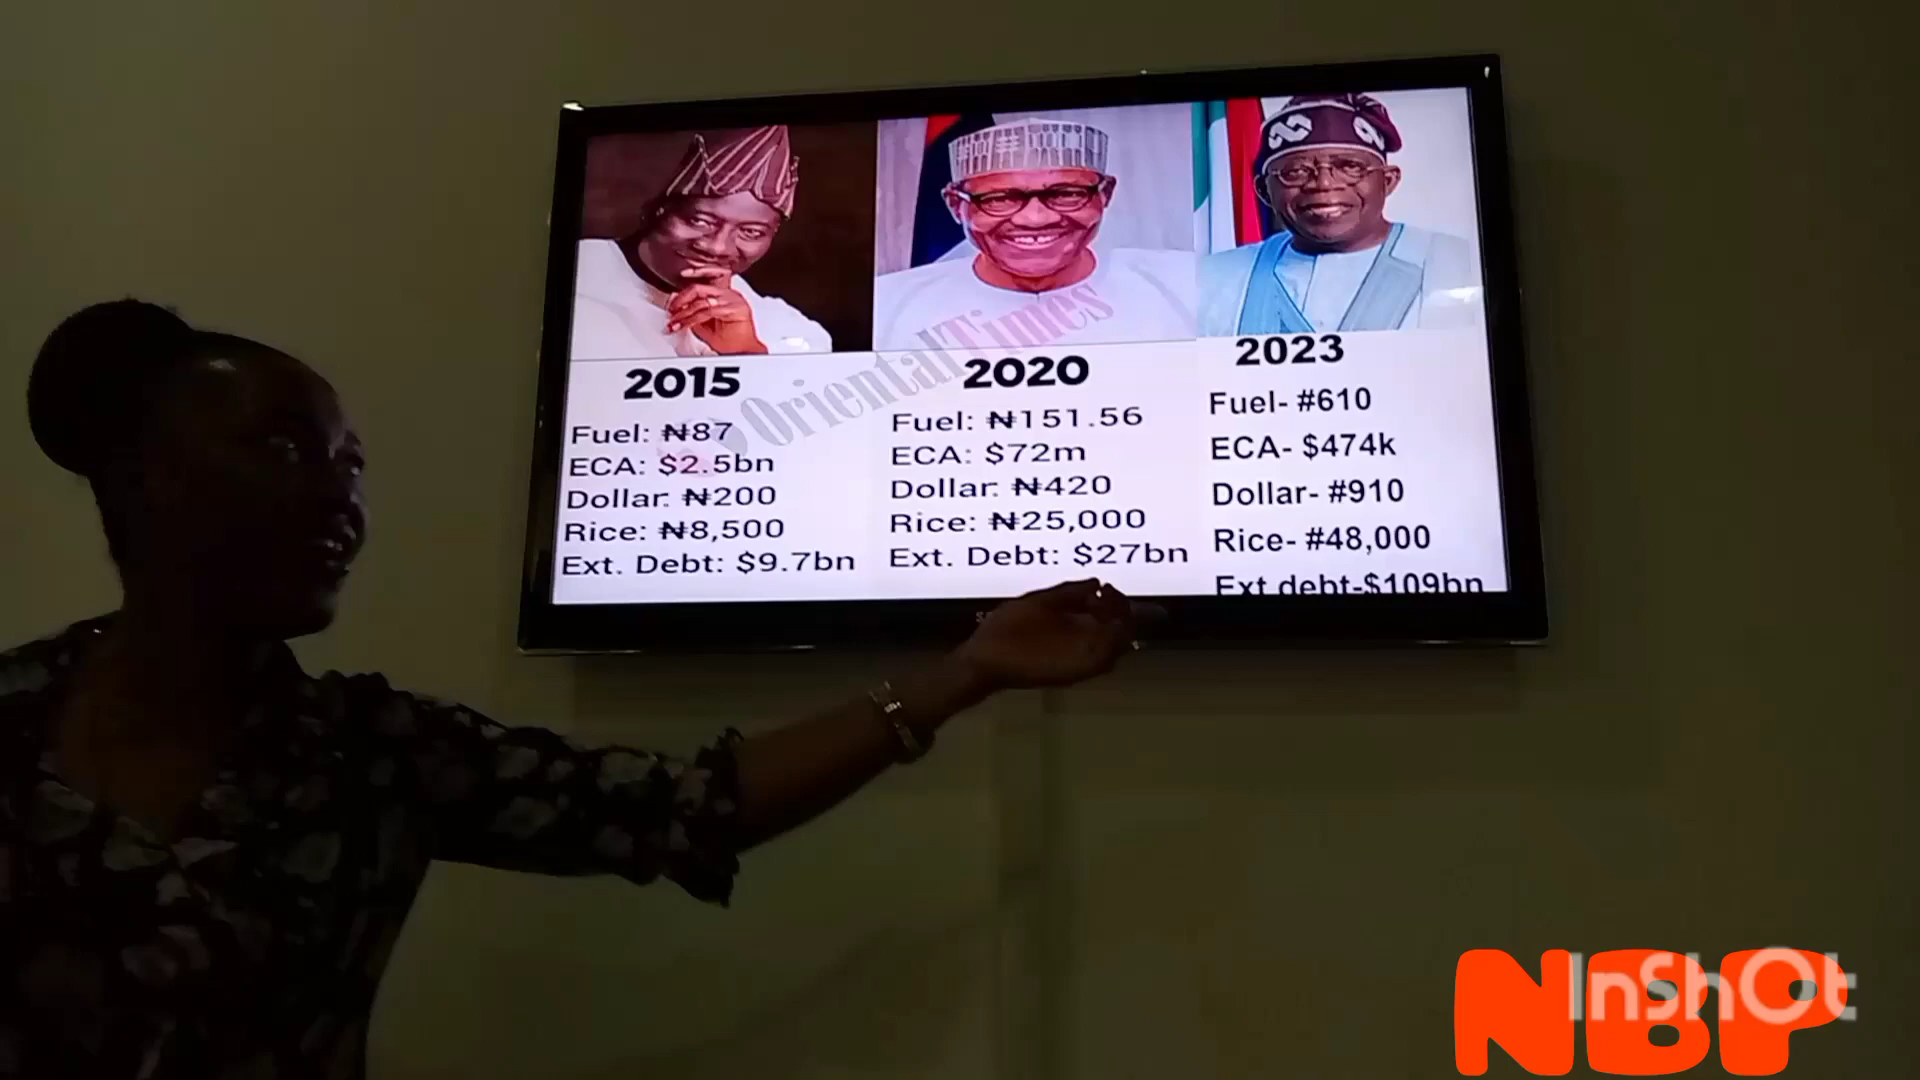 2015
Fuel: ₦87
ECA: $2.5bn
Dollar: ₦200
Rice: ₦8,500
Ext. Debt: $9.7bn
2020
Fuel: ₦151.56
ECA: $72m
Dollar: ₦420
Rice: ₦25,000
Ext. Debt: $27bn
2023
Fuel- #610
ECA- $474k
Dollar- #910
Rice- #48,000
Ext debt-$109bn
OrientalTimes
NBP
InShOt